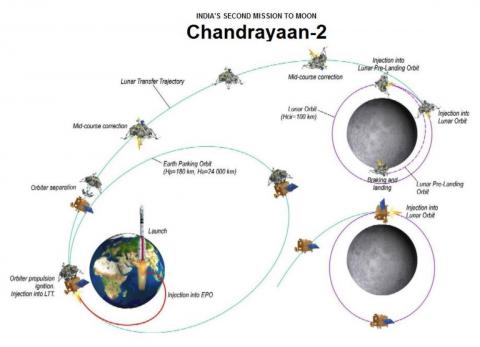 INDIA'S SECOND MISSION TO MOON
Chandrayaan-2
Injection into
Lunar Pre-Landing Orbit
Mid-course correction
Lunar Transfer Trajectory
Lunar Orbit
(Hcir~100 km)
Injection into
Lunar Orbit
Mid-course correction
Earth Parking Orbit
(Hp=180 km, Hα=24 000 km)
Braking and
landing
Lunar Pre-Landing
Orbit
Orbiter separation
Injection into
Lunar Orbit
Launch
Orbiter propulsion
ignition.
Injection into LTT.
Injection into EPO